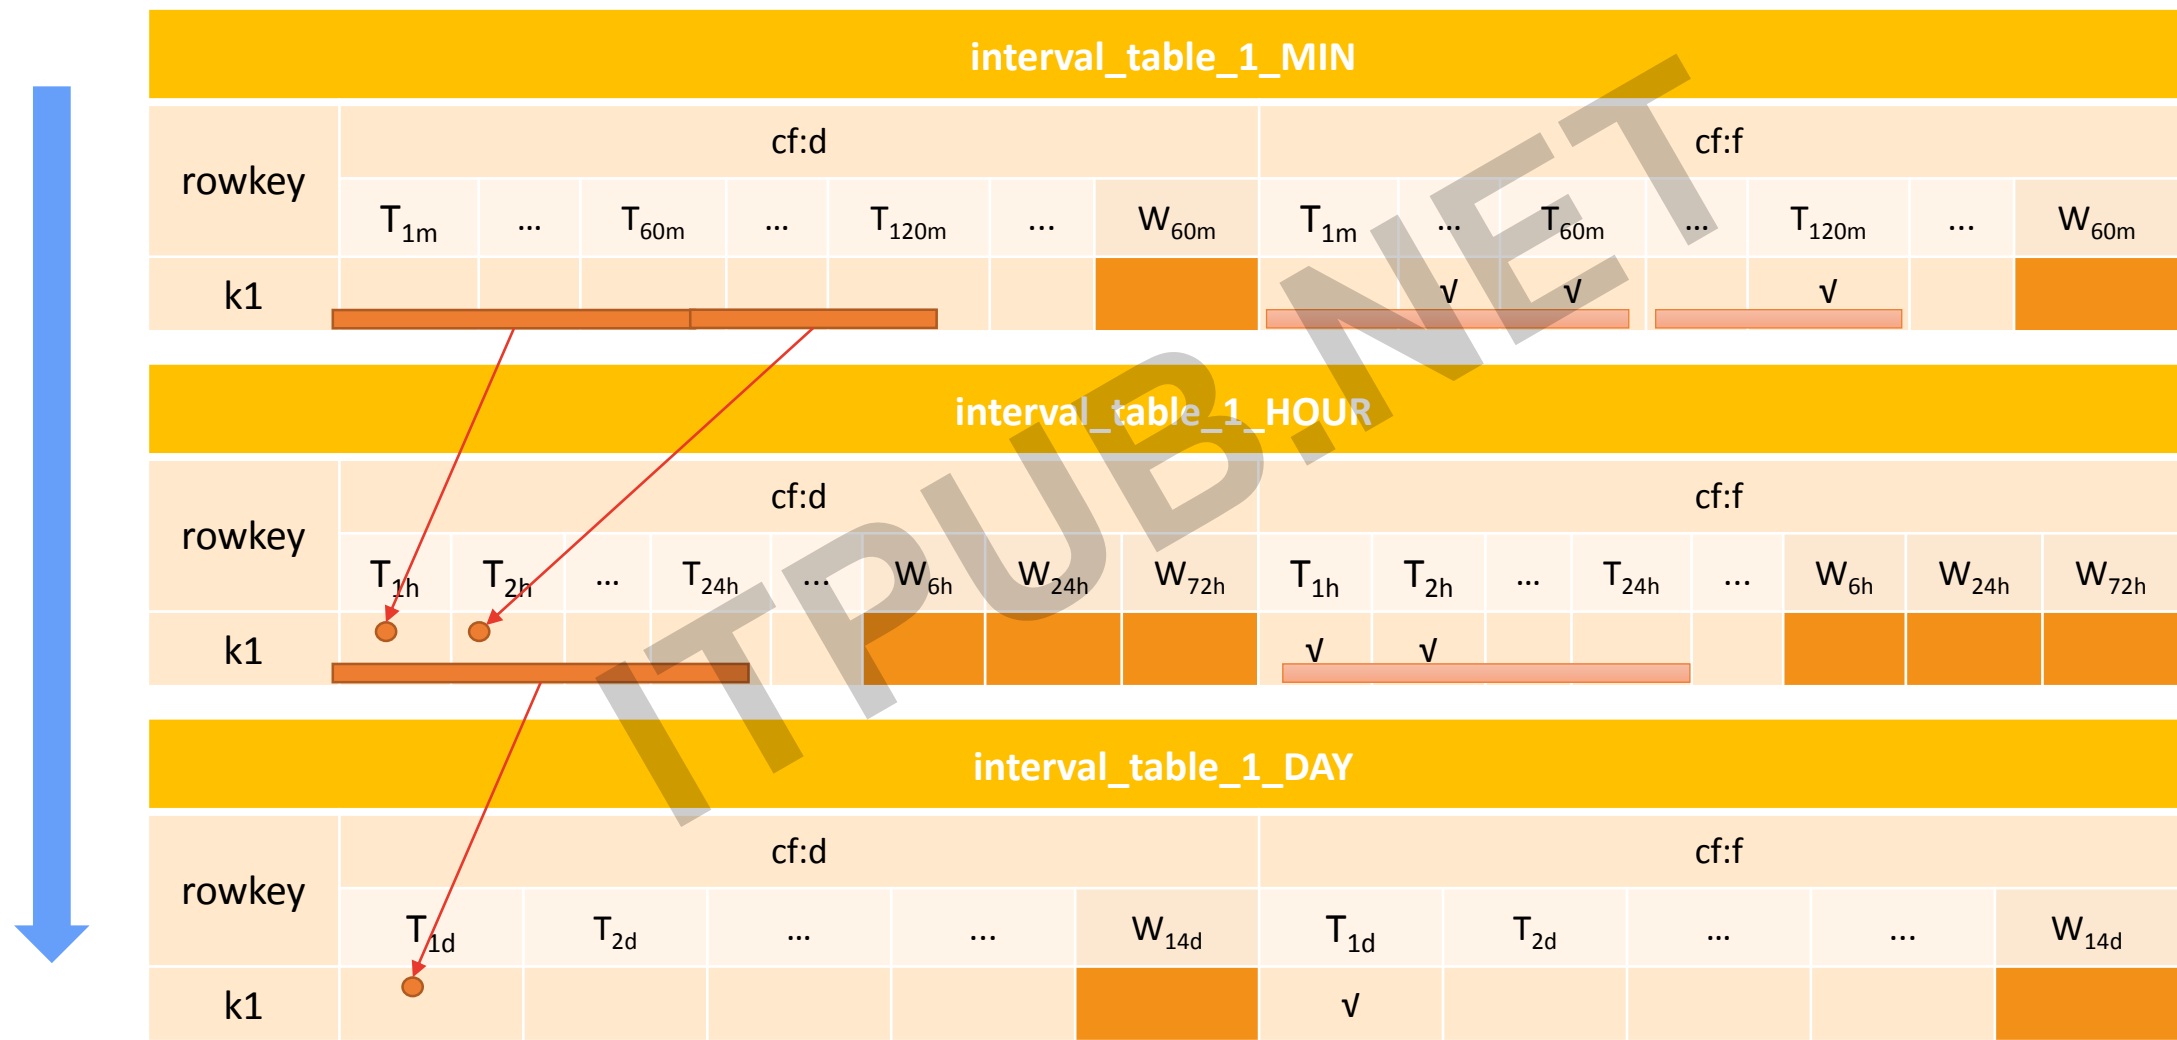 interval_table_1_MIN
rowkey cf:d cf:f
T1m ... T60m ... T120m ... W60m T1m ... T60m ... T120m ... W60m
k1 √ √ √
interval_table_1_HOUR
rowkey cf:d cf:f
T1h T2h ... T24h ... W6h W24h W72h T1h T2h ... T24h ... W6h W24h W72h
k1 √ √
interval_table_1_DAY
rowkey cf:d cf:f
T1d T2d ... ... W14d T1d T2d ... ... W14d
k1 √
ITPUB.NET